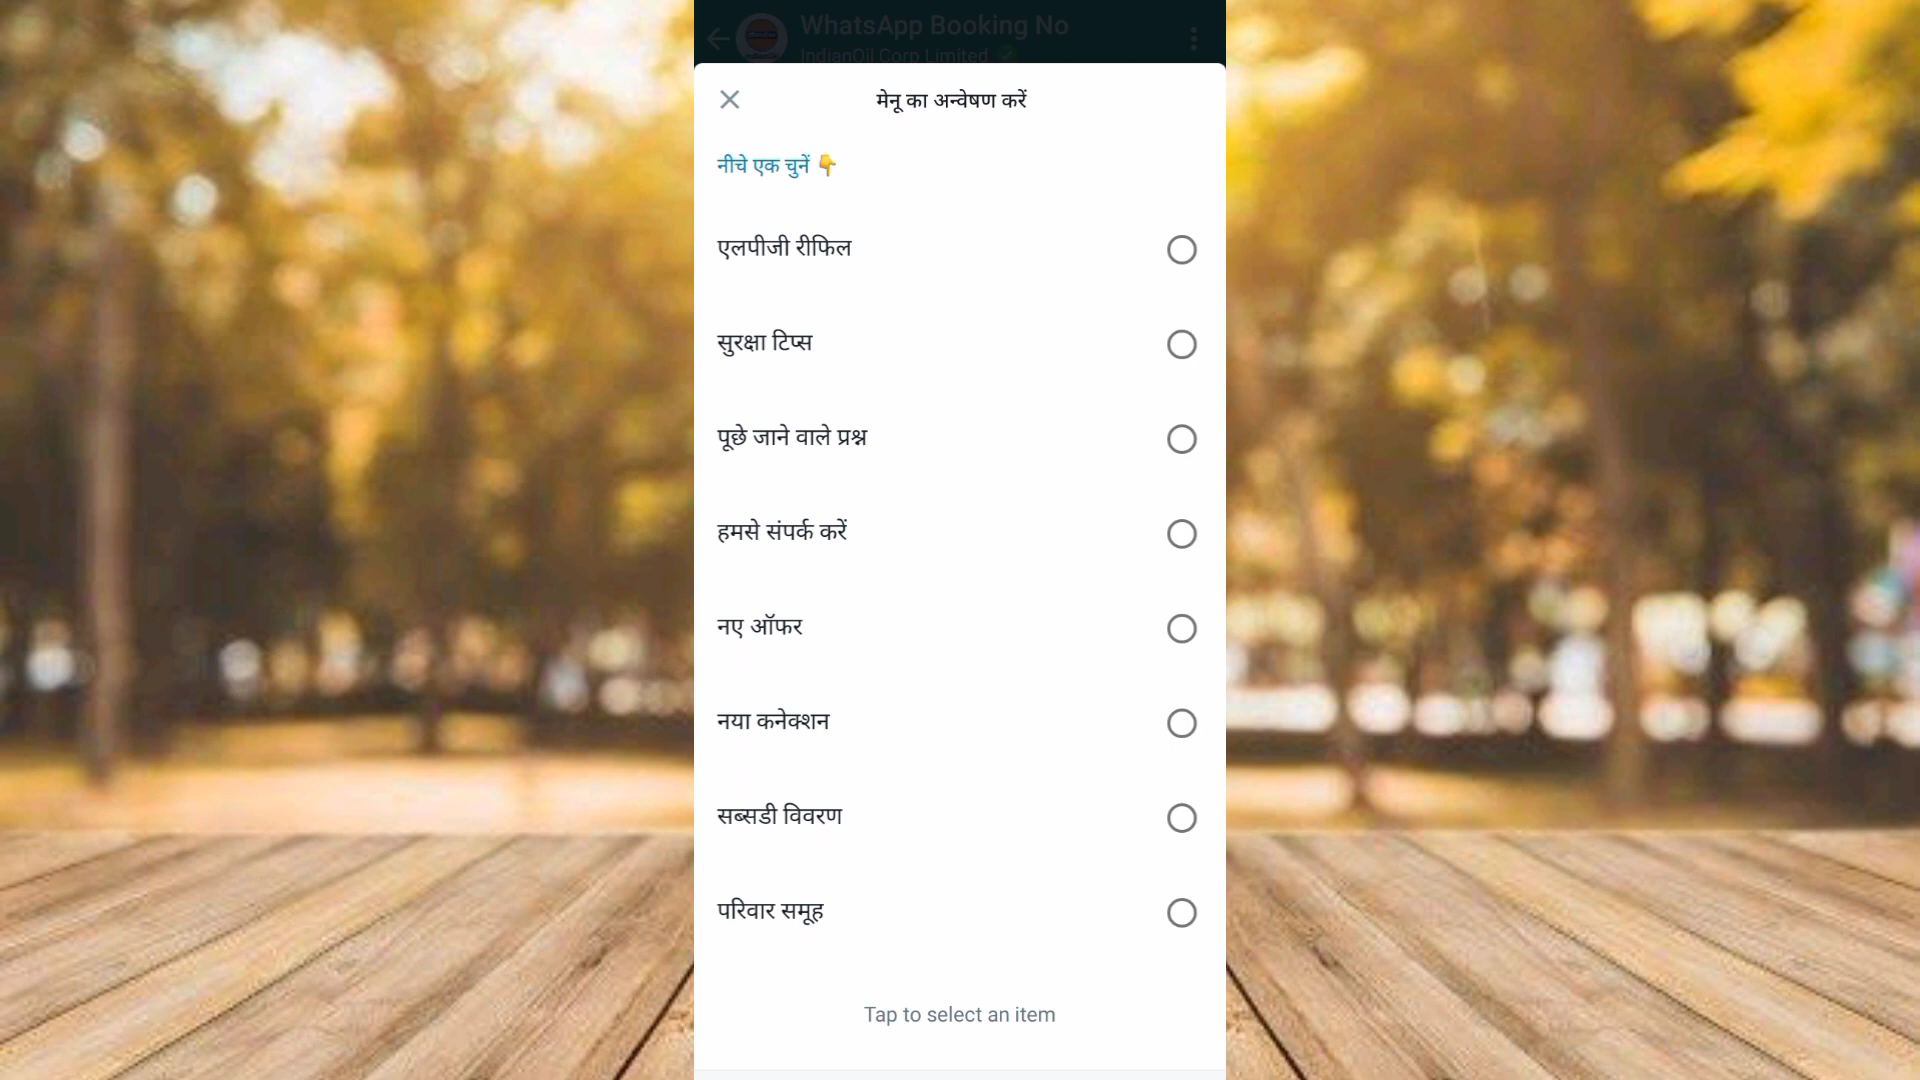 WhatsApp Booking No
IndianOil Corp Limited
मेनू का अन्वेषण करें
नीचे एक चुनें 👇
एलपीजी रीफिल
सुरक्षा टिप्स
पूछे जाने वाले प्रश्न
हमसे संपर्क करें
नए ऑफर
नया कनेक्शन
सब्सडी विवरण
परिवार समूह
Tap to select an item